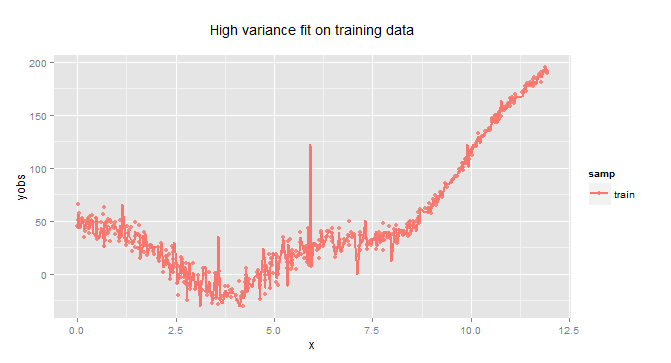 High variance fit on training data
200
150
100
50
0
yobs
0.0 2.5 5.0 7.5 10.0 12.5
x
samp
train